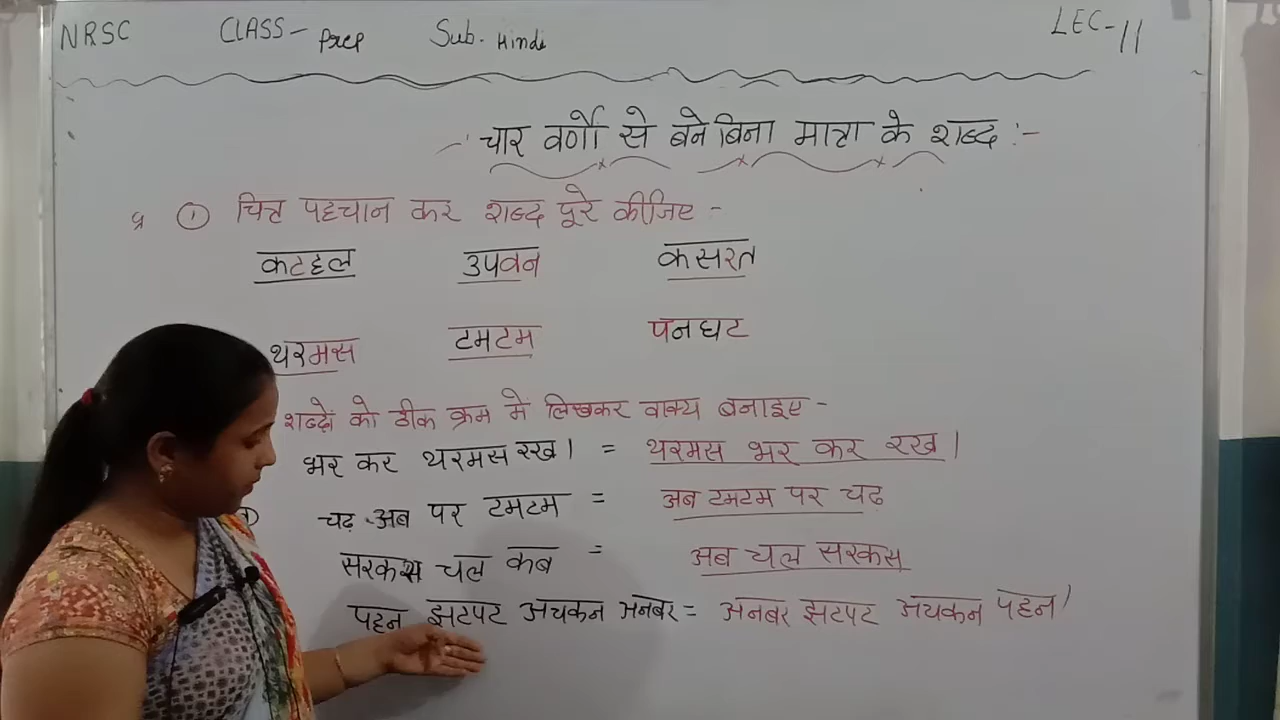 NRSC CLASS- Prep Sub. Hindi LEC-11
चार वर्णो से बने बिना मात्रा के शब्द :-
प्र ① चित्र पहचान कर शब्द पूरे कीजिए -
कटहल उपवन कसरत
थरमस टमटम पनघट
शब्दों को ठीक क्रम में लिखकर वाक्य बनाइए -
भर कर थरमस रख। = थरमस भर कर रख।
चढ़ अब पर टमटम = अब टमटम पर चढ़
सरकस चल कब = अब चल सरकस
पहन झटपट अचकन अनबर = अनबर झटपट अचकन पहन।